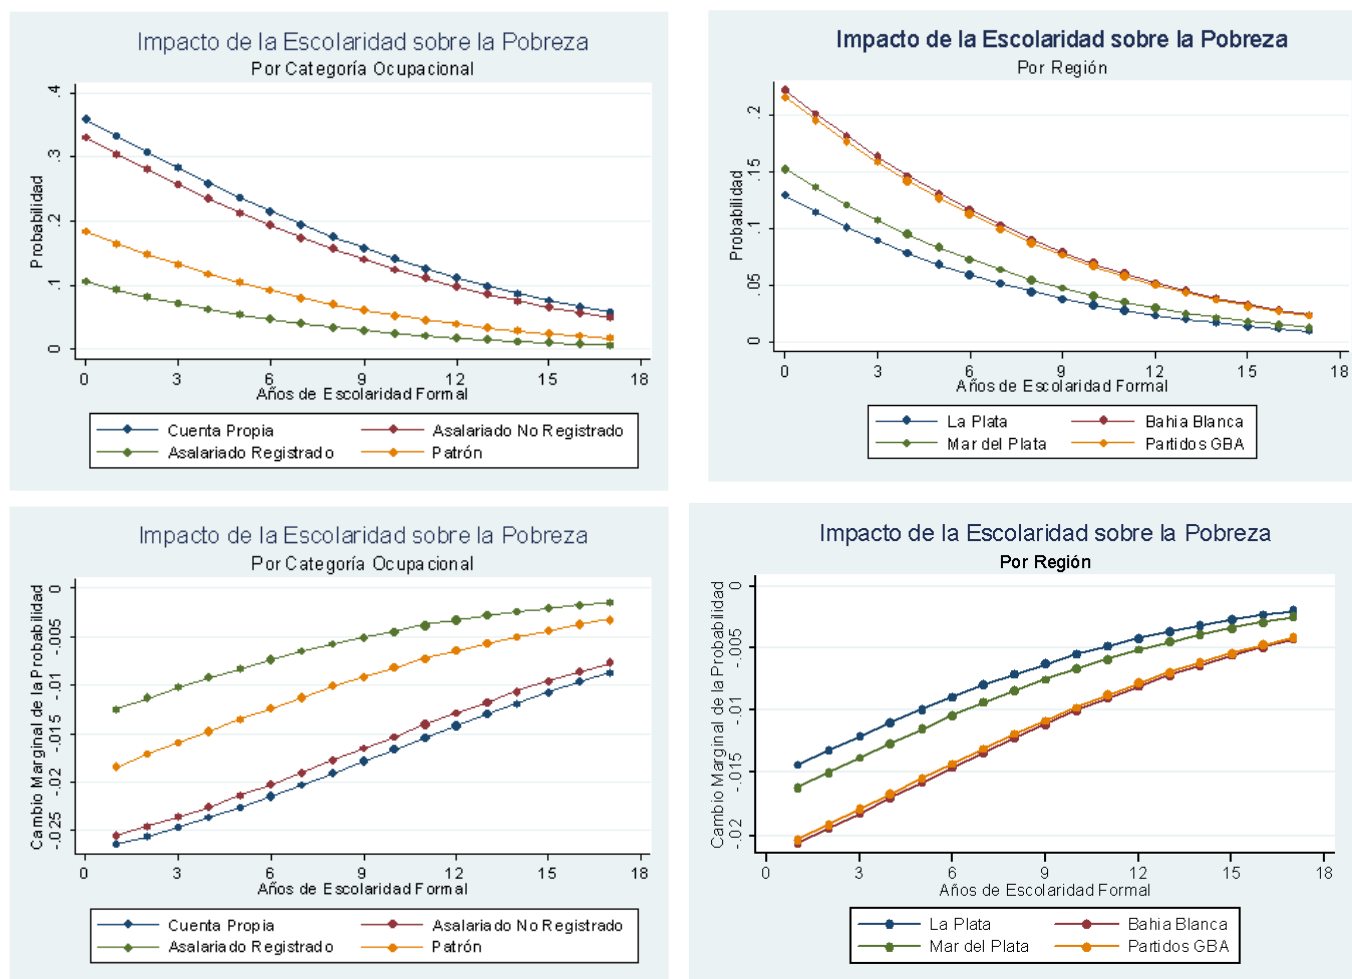 Impacto de la Escolaridad sobre la Pobreza
Por Categoría Ocupacional
Probabilidad
.4
.3
.2
.1
0
0 3 6 9 12 15 18
Años de Escolaridad Formal
Cuenta Propia Asalariado No Registrado
Asalariado Registrado Patrón
Impacto de la Escolaridad sobre la Pobreza
Por Región
Probabilidad
.2
.15
.1
.05
0
0 3 6 9 12 15 18
Años de Escolaridad Formal
La Plata Bahia Blanca
Mar del Plata Partidos GBA
Impacto de la Escolaridad sobre la Pobreza
Por Categoría Ocupacional
Cambio Marginal de la Probabilidad
0
-.005
-.01
-.015
-.02
-.025
0 3 6 9 12 15 18
Años de Escolaridad Formal
Cuenta Propia Asalariado No Registrado
Asalariado Registrado Patrón
Impacto de la Escolaridad sobre la Pobreza
Por Región
Cambio Marginal de la Probabilidad
0
-.005
-.01
-.015
-.02
0 3 6 9 12 15 18
Años de Escolaridad Formal
La Plata Bahia Blanca
Mar del Plata Partidos GBA